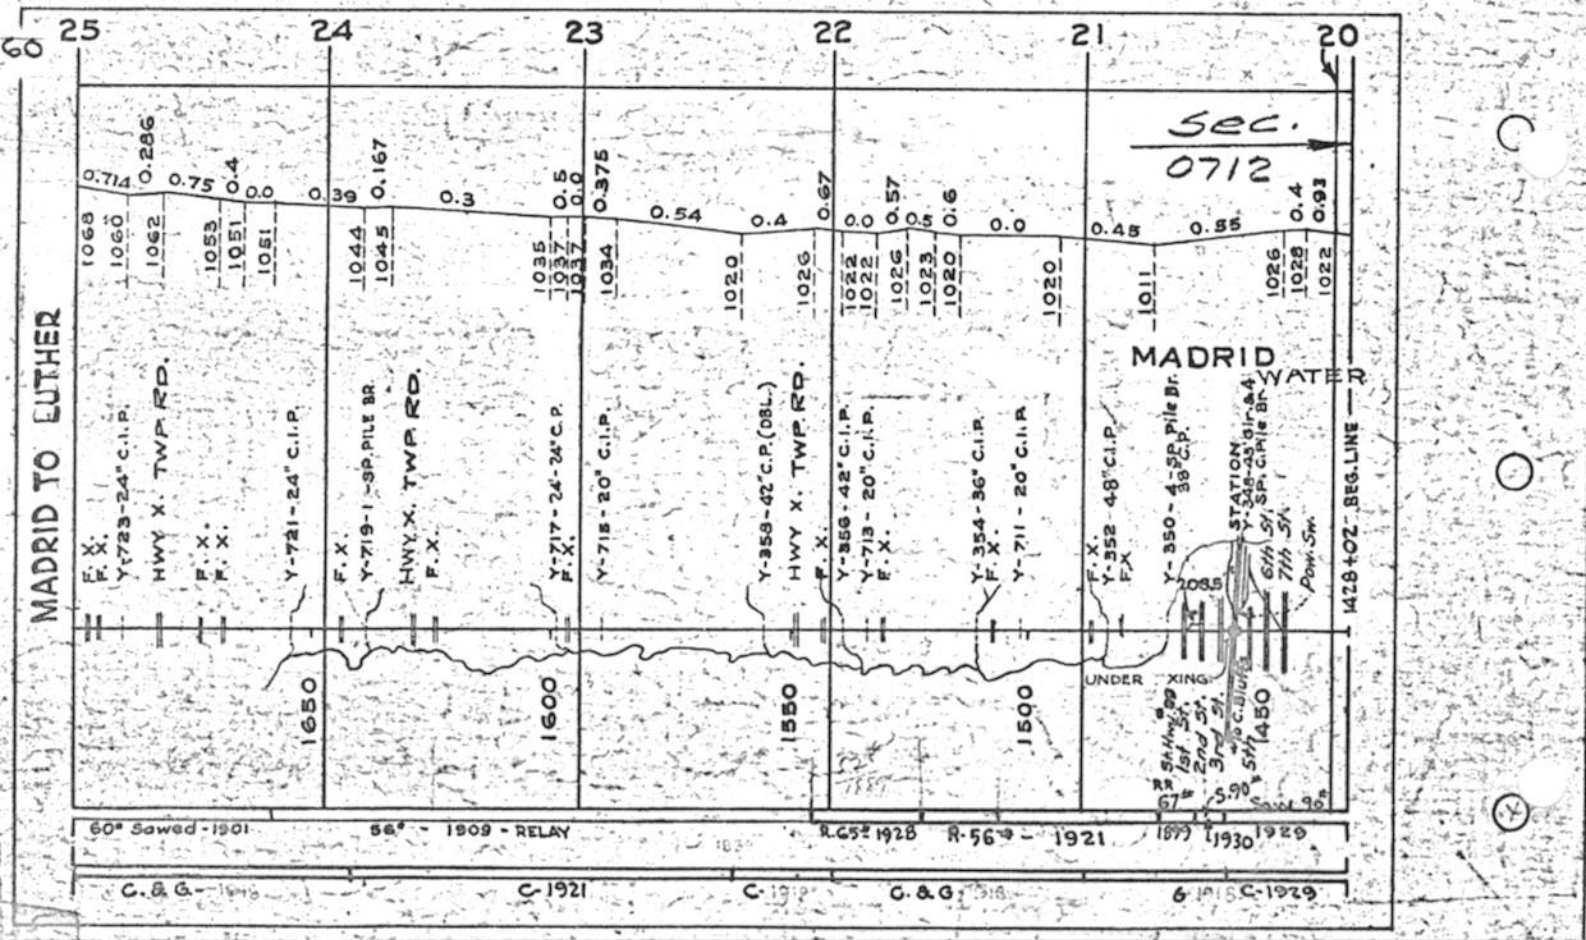 60
25 24 23 22 21 20
Sec.
0712
0.714 0.286 0.75 0.4 0.0 0.39 0.167 0.3 0.5 0.0 0.375 0.54 0.4 0.67 0.0 0.57 0.5 0.6 0.0 0.45 0.55 0.4 0.93
1068 1060 1062 1053 1051 1051 1044 1045 1035 1037 1037 1034 1020 1026 1022 1022 1026 1023 1020 1020 1011 1026 1028 1022
MADRID TO LUTHER
MADRID
WATER
F. X.
F. X.
Y-723-24" C.I.P.
HWY X. TWP. RD.
F. X.
F. X.
Y-721-24" C.I.P.
F. X.
Y-719-1-SP. PILE BR.
HWY. X. TWP. RD.
F. X.
Y-717-24"-24" C.P.
F. X.
Y-715-20" C.I.P.
Y-358-42" C.P. (DBL.)
HWY X. TWP. RD.
F. X.
Y-356-42" C.I.P.
Y-713-20" C.I.P.
F. X.
Y-354-36" C.I.P.
F. X.
Y-711-20" C.I.P.
F. X.
Y-352-48" C.I.P.
F.X
Y-350-4-SP. Pile Br.
38" C.P.
STATION
6th St.
7th St.
Pow. Sw.
1428+02 BEG. LINE
2035
UNDER XING
1st St.
2nd St.
3rd St.
5th
1650 1600 1550 1500 1450
RR
67#
S.90#
90#
60# Sawed-1901
56# - 1909 - RELAY
R-65# 1928
R-56# - 1921
1899
1930
1929
C. & G-
C-1921
C-
C. & G
G
C-1929